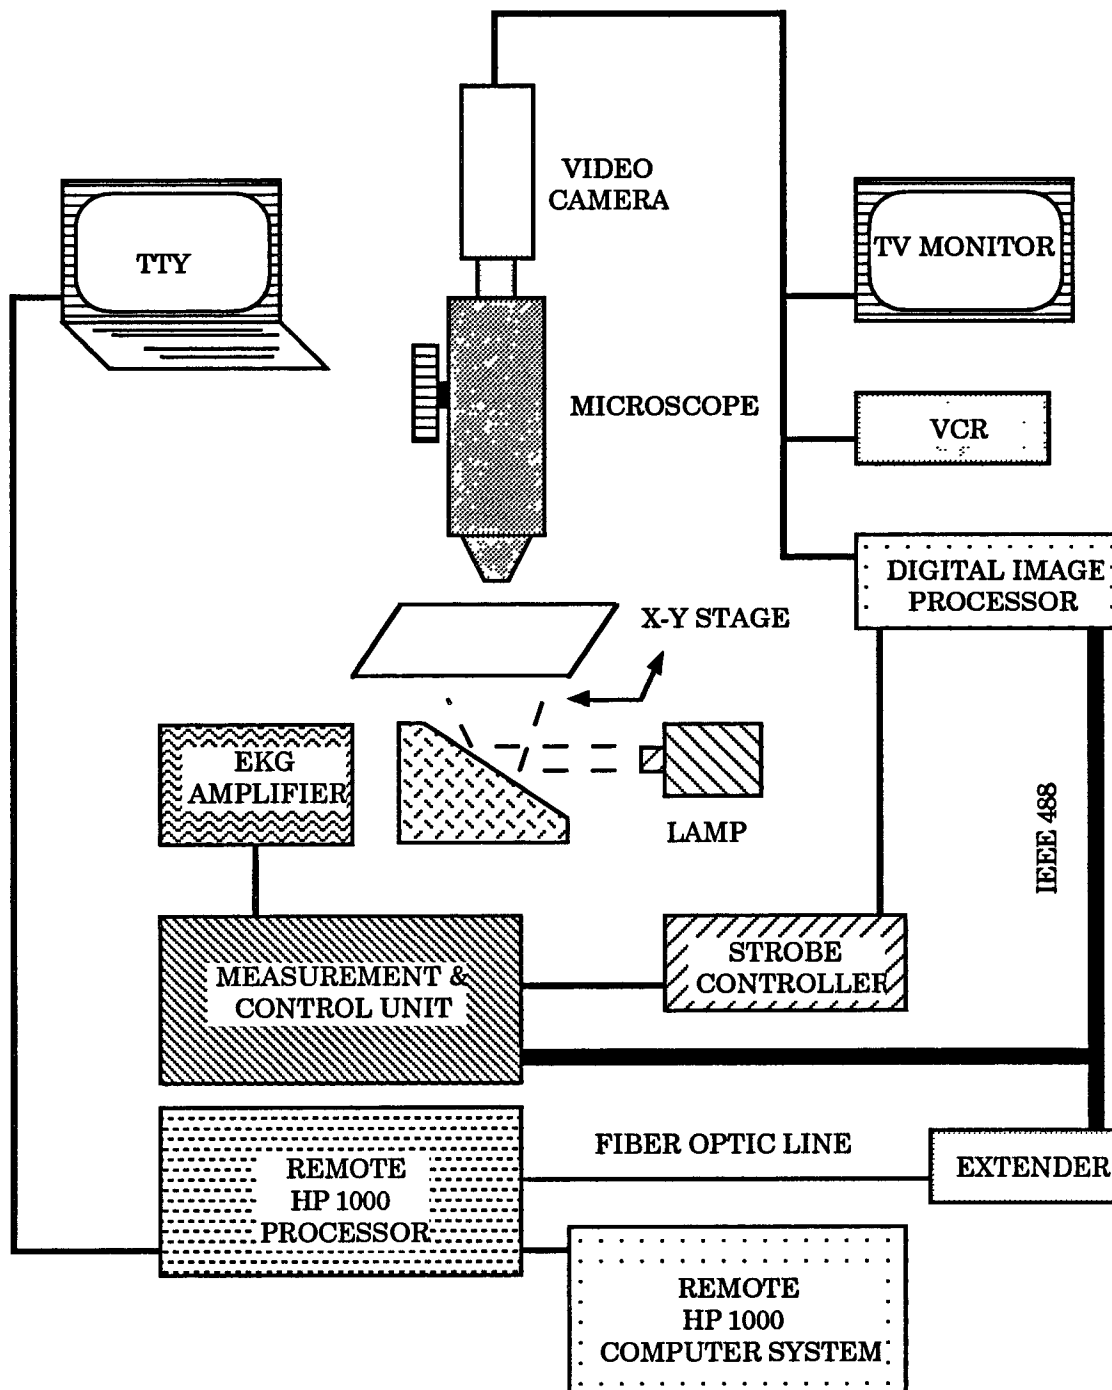 VIDEO
CAMERA
TTY
TV MONITOR
MICROSCOPE
VCR
DIGITAL IMAGE
PROCESSOR
X-Y STAGE
EKG
AMPLIFIER
LAMP
IEEE 488
MEASUREMENT &
CONTROL UNIT
STROBE
CONTROLLER
FIBER OPTIC LINE
EXTENDER
REMOTE
HP 1000
PROCESSOR
REMOTE
HP 1000
COMPUTER SYSTEM